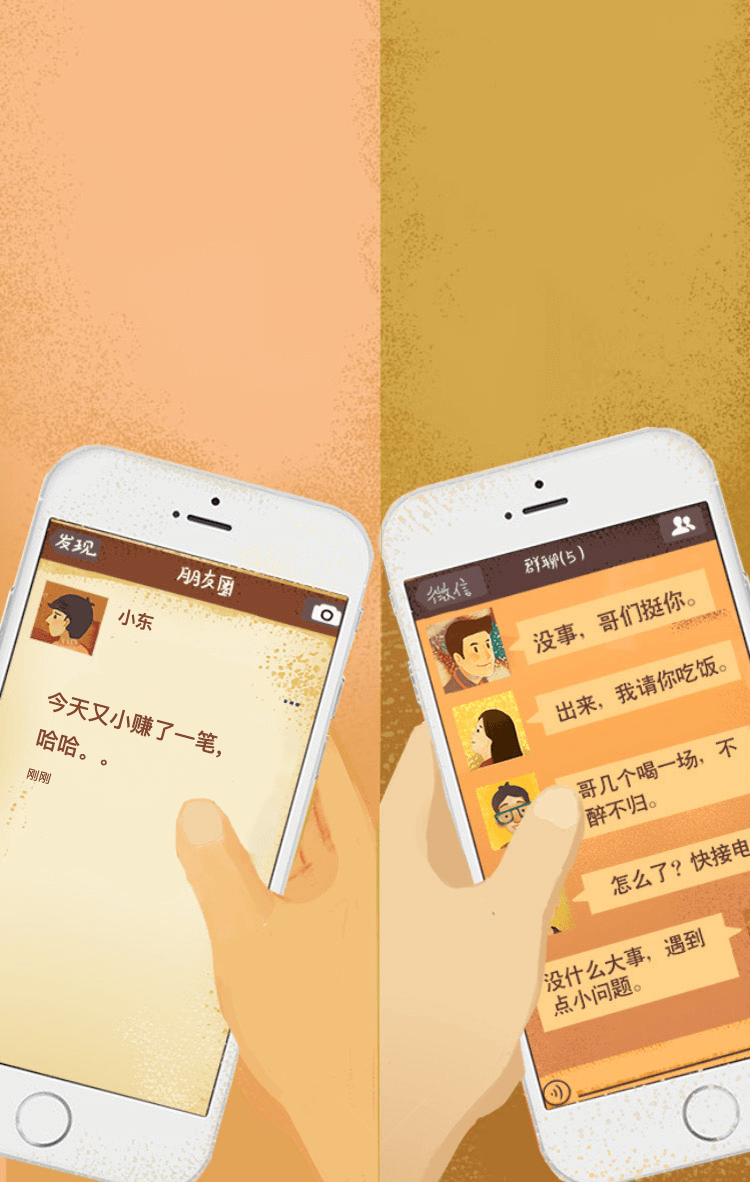 发现
朋友圈
小东
今天又小赚了一笔,
哈哈。。
刚刚
微信
群聊(5)
没事，哥们挺你。
出来，我请你吃饭。
哥几个喝一场，不
醉不归。
怎么了？快接电
没什么大事，遇到
点小问题。